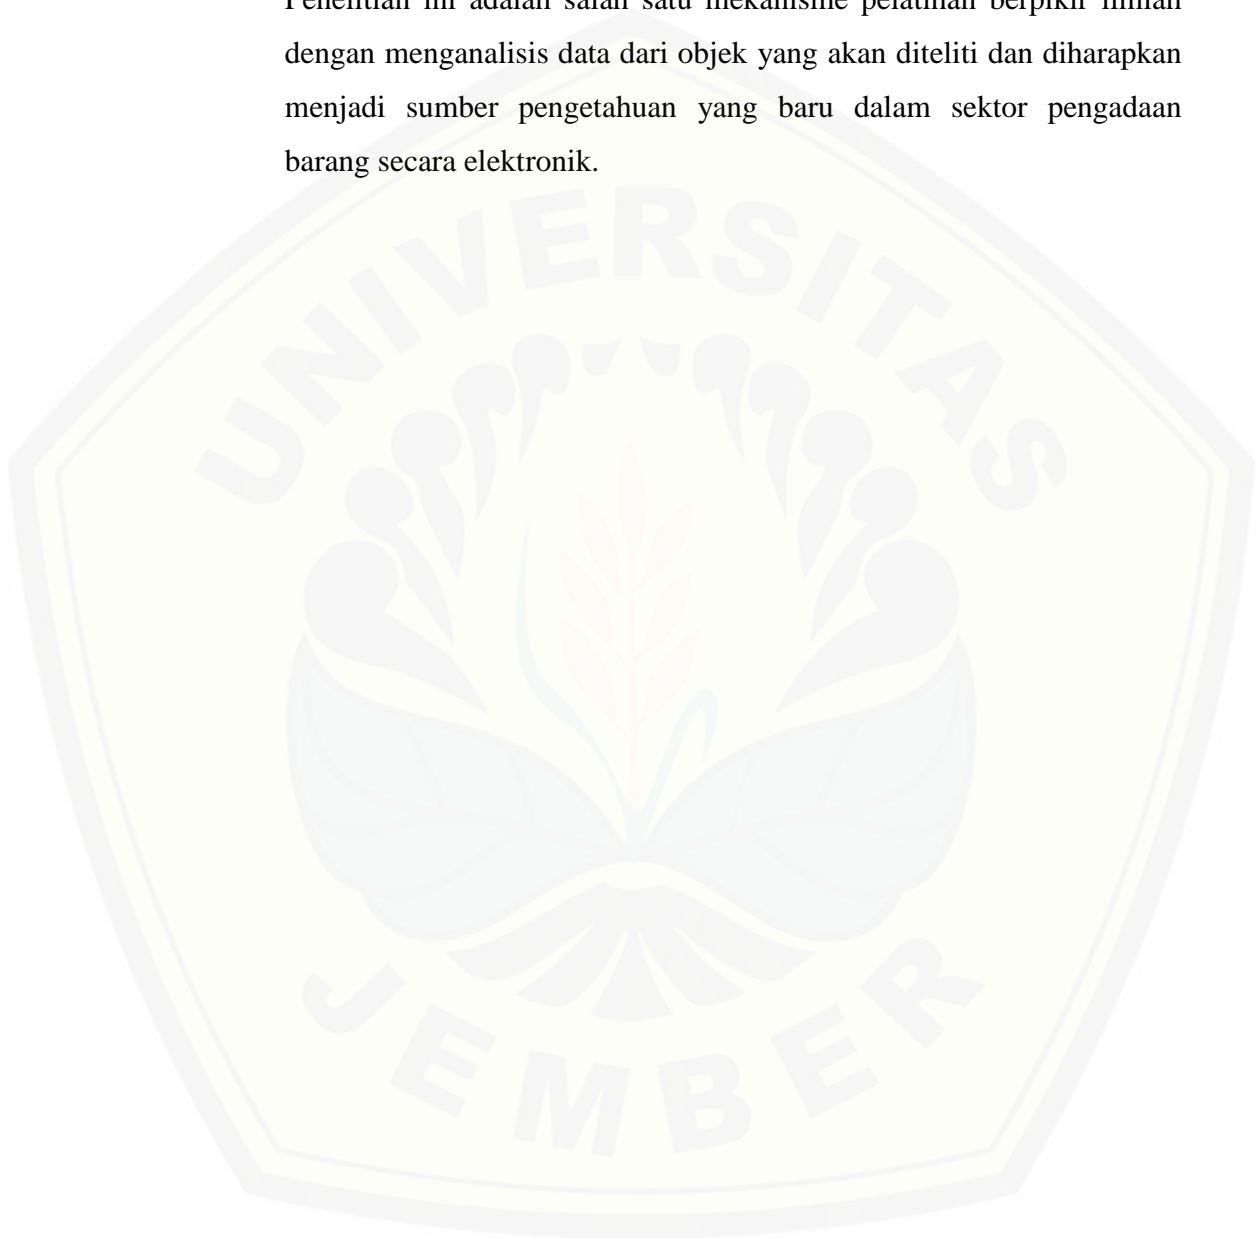 Penelitian ini adalah salah satu mekanisme pelatihan berpikir ilmiah
dengan menganalisis data dari objek yang akan diteliti dan diharapkan
menjadi sumber pengetahuan yang baru dalam sektor pengadaan
barang secara elektronik.
UNIVERSITAS
JEMBER